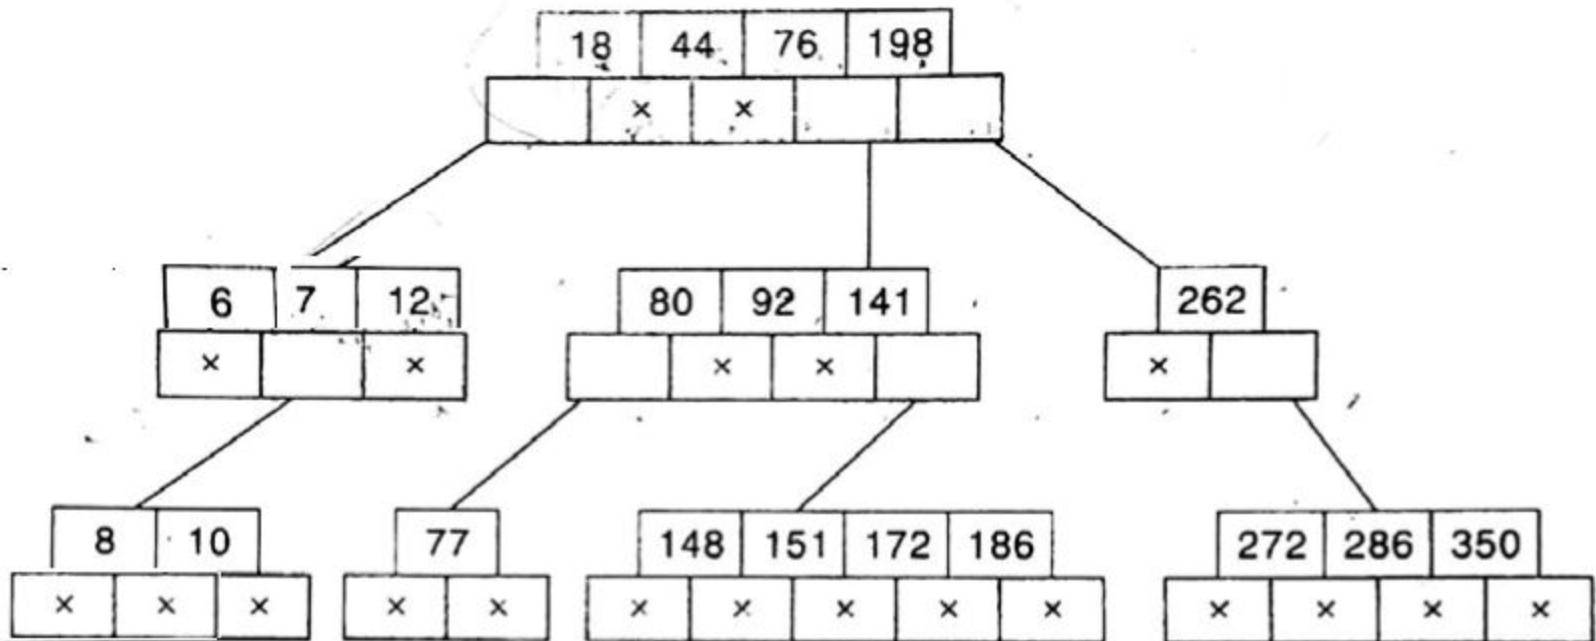 18 44 76 198
× ×
6 7 12 80 92 141 262
× × × × ×
8 10 77 148 151 172 186 272 286 350
× × × × × × × × × × × × × ×